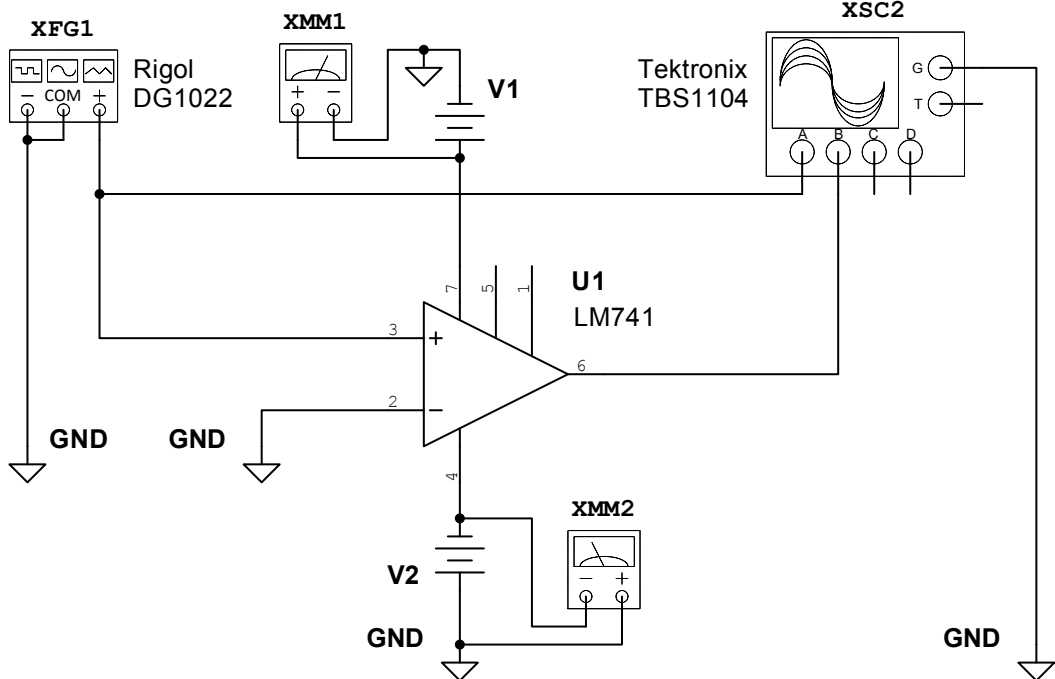 XFG1
COM
Rigol
DG1022
XMM1
V1
XSC2
Tektronix
TBS1104
G
T
A B C D
7
5
1
U1
LM741
3
6
2
4
GND
GND
XMM2
V2
GND
GND